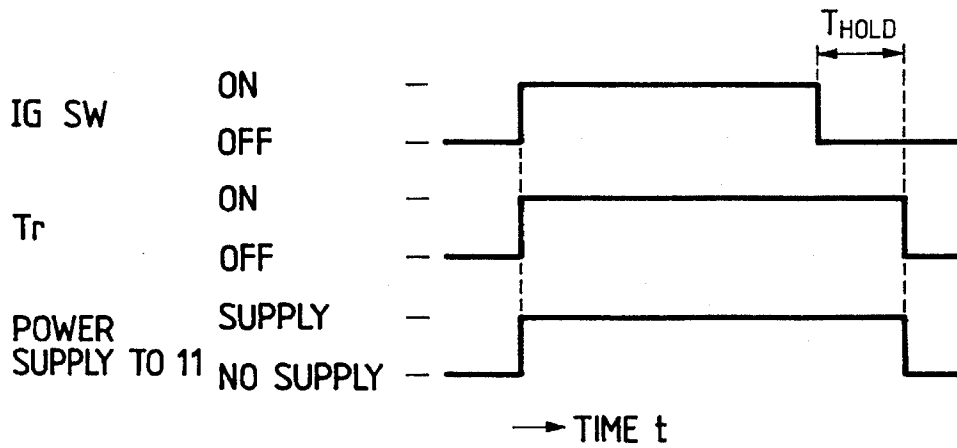 THOLD
IG SW
ON
OFF
Tr
ON
OFF
POWER
SUPPLY TO 11
SUPPLY
NO SUPPLY
TIME t